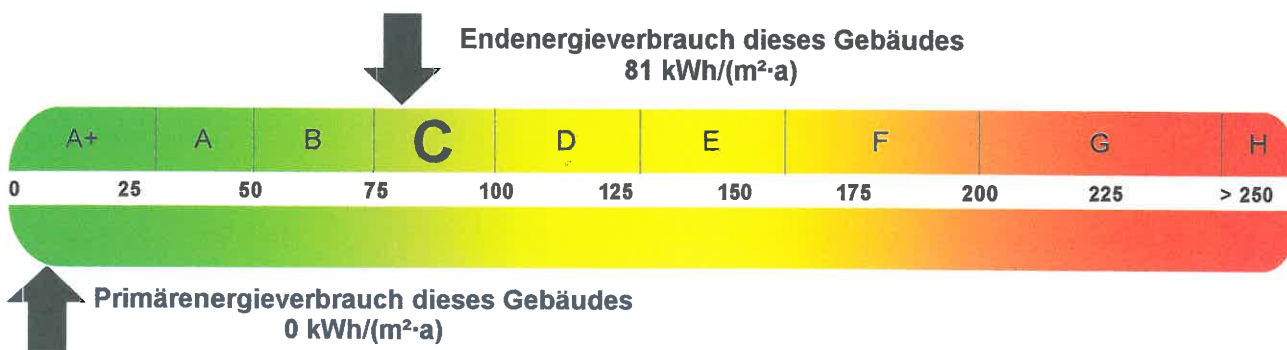 Endenergieverbrauch dieses Gebäudes
81 kWh/(m²·a)
A+ A B C D E F G H
0 25 50 75 100 125 150 175 200 225 > 250
Primärenergieverbrauch dieses Gebäudes
0 kWh/(m²·a)